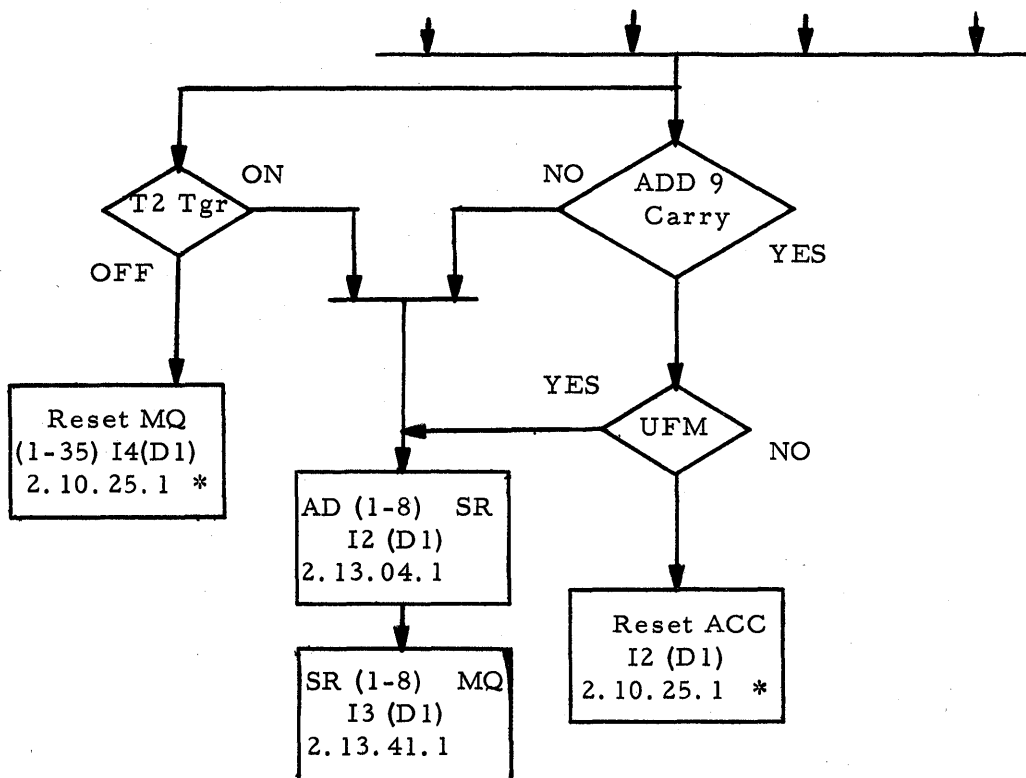 ON
NO
ADD 9
Carry
T2 Tgr
YES
OFF
YES
Reset MQ
(1-35) I4(D1)
2.10.25.1 *
UFM
NO
AD (1-8) SR
I2 (D1)
2.13.04.1
Reset ACC
I2 (D1)
2.10.25.1 *
SR (1-8) MQ
I3 (D1)
2.13.41.1